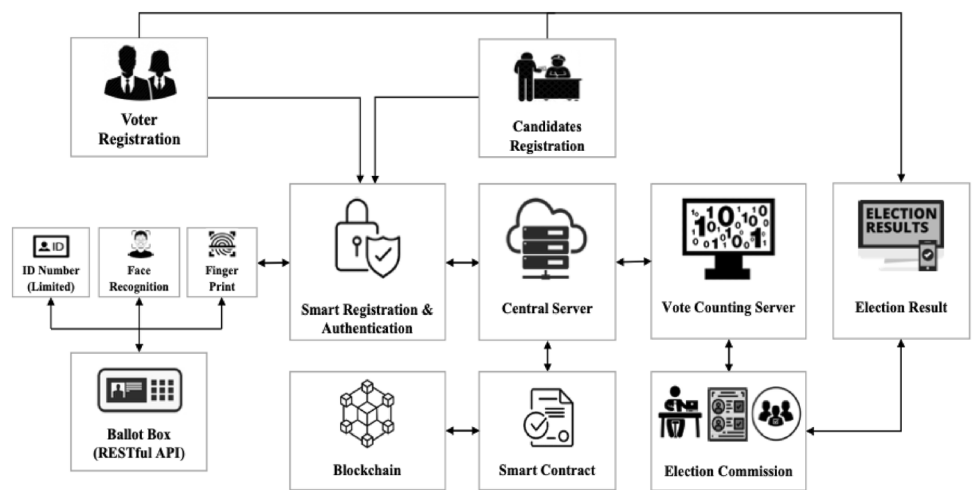 Voter
Registration
Candidates
Registration
ID
ID Number
(Limited)
Face
Recognition
Finger
Print
Smart Registration &
Authentication
Central Server
Vote Counting Server
ELECTION
RESULTS
Election Result
Ballot Box
(RESTful API)
Blockchain
Smart Contract
Election Commission